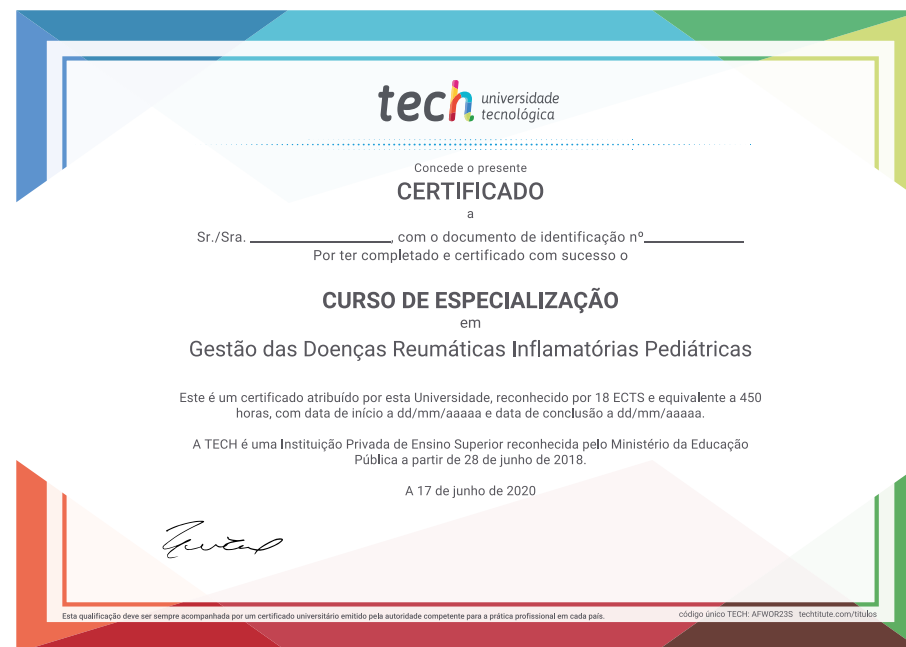 tech universidade
tecnológica
Concede o presente
CERTIFICADO
a
Sr./Sra. ____________________, com o documento de identificação nº______________
Por ter completado e certificado com sucesso o
CURSO DE ESPECIALIZAÇÃO
em
Gestão das Doenças Reumáticas Inflamatórias Pediátricas
Este é um certificado atribuído por esta Universidade, reconhecido por 18 ECTS e equivalente a 450
horas, com data de início a dd/mm/aaaaa e data de conclusão a dd/mm/aaaaa.
A TECH é uma Instituição Privada de Ensino Superior reconhecida pelo Ministério da Educação
Pública a partir de 28 de junho de 2018.
A 17 de junho de 2020
Esta qualificação deve ser sempre acompanhada por um certificado universitário emitido pela autoridade competente para a prática profissional em cada país.
código único TECH: AFWOR23S techtitute.com/títulos